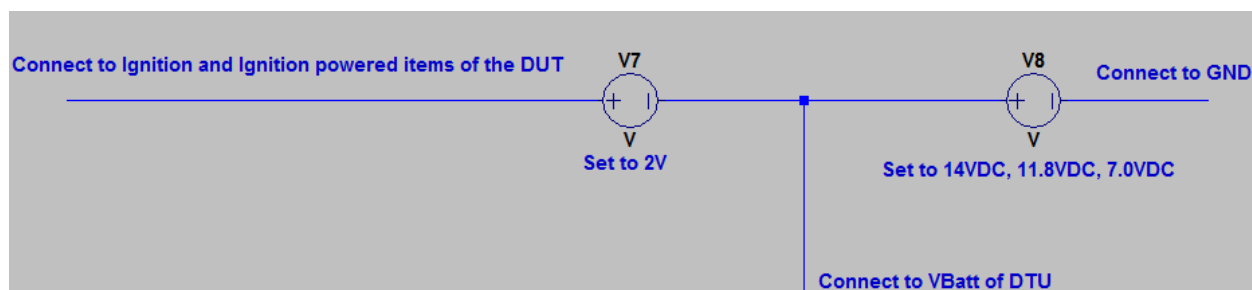 Connect to Ignition and Ignition powered items of the DUT
V7
V
Set to 2V
V8
Connect to GND
V
Set to 14VDC, 11.8VDC, 7.0VDC
Connect to VBatt of DTU